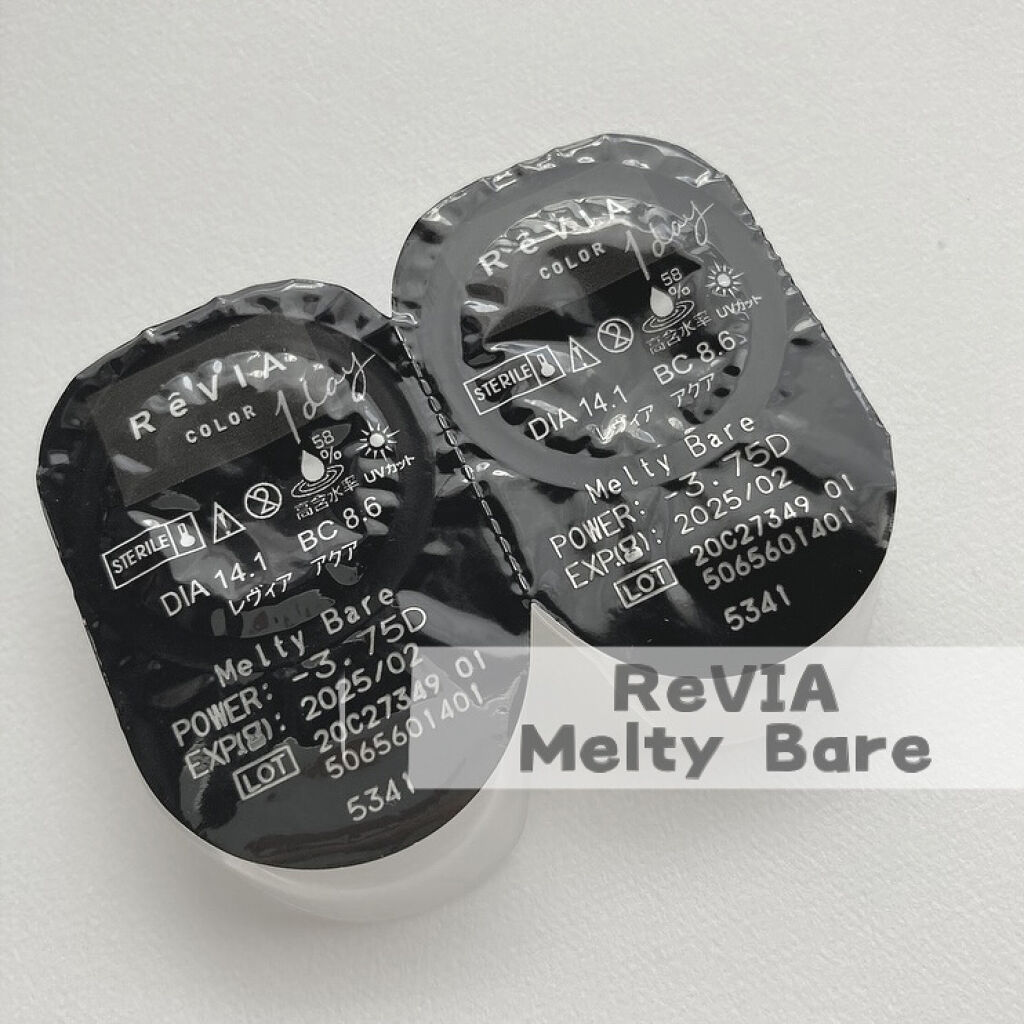 RêVIA
COLOR 1day
58
%
高含水率 UVカット
STERILE
DIA 14.1 BC 8.6
レヴィア アクア
Melty Bare
POWER: -3.75D
EXP(): 2025/02
LOT 20C27349 01
5065601401
5341
RêVIA
COLOR 1day
58
%
高含水率 UVカット
STERILE
DIA 14.1 BC 8.6
レヴィア アクア
Melty Bare
POWER: -3.75D
EXP(): 2025/02
LOT 20C27349 01
5065601401
5341
ReVIA
Melty Bare